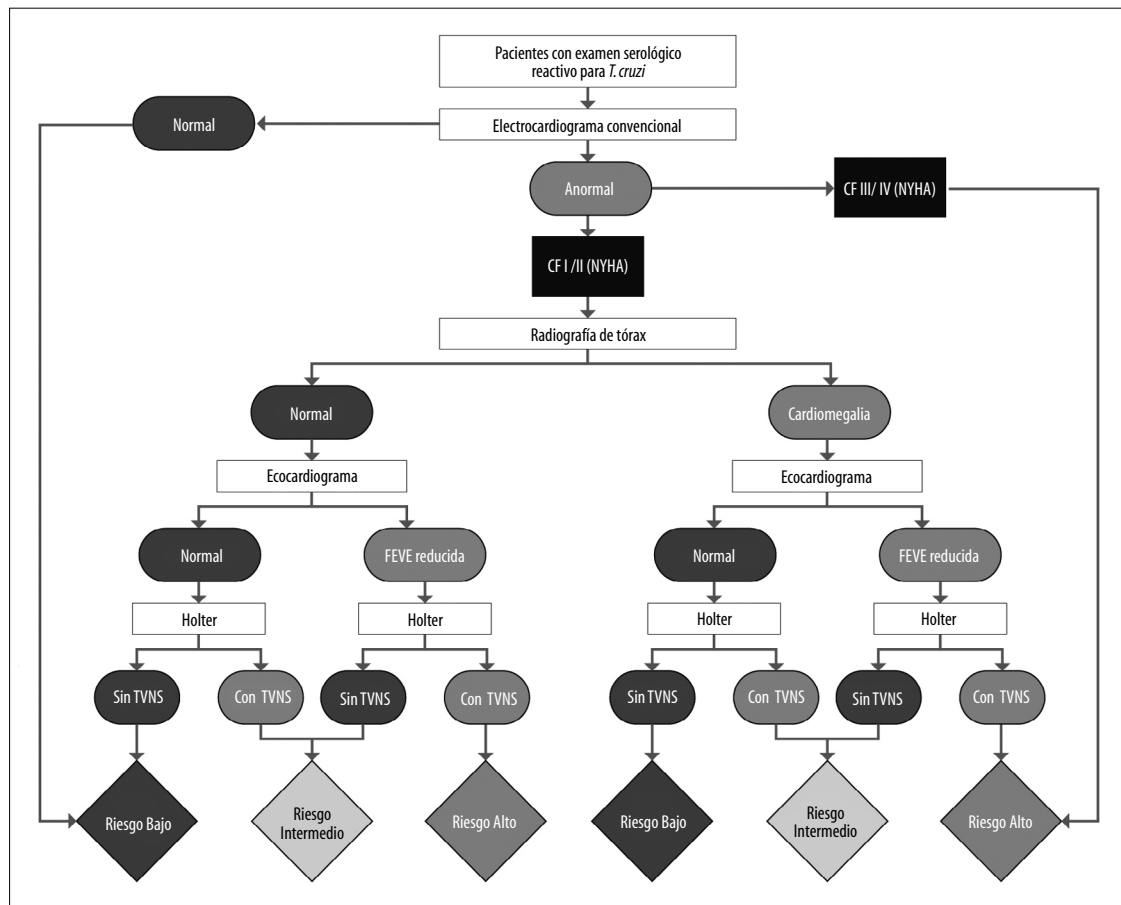 Pacientes con examen serológico
reactivo para T. cruzi
Normal
Electrocardiograma convencional
Anormal
CF III/ IV (NYHA)
CF I /II (NYHA)
Radiografía de tórax
Normal
Cardiomegalia
Ecocardiograma
Ecocardiograma
Normal
FEVE reducida
Normal
FEVE reducida
Holter
Holter
Holter
Holter
Sin TVNS
Con TVNS
Sin TVNS
Con TVNS
Sin TVNS
Con TVNS
Sin TVNS
Con TVNS
Riesgo Bajo
Riesgo
Intermedio
Riesgo Alto
Riesgo Bajo
Riesgo
Intermedio
Riesgo Alto